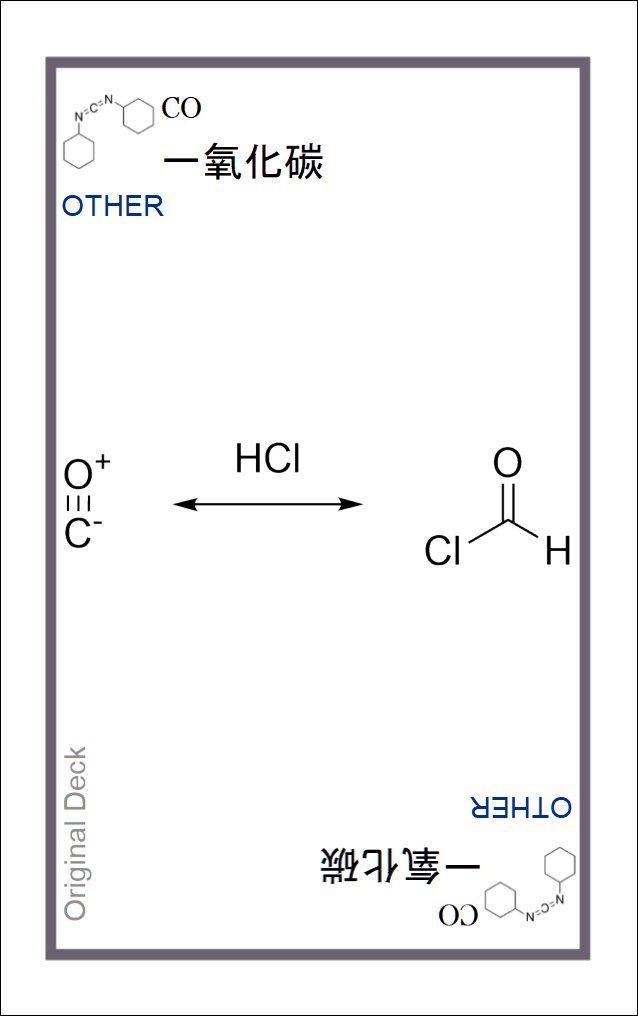 CO
一氧化碳
OTHER
N=C=N
HCl
O+
C-
O
Cl
H
Original Deck
OTHER
一氧化碳
CO
N=C=N